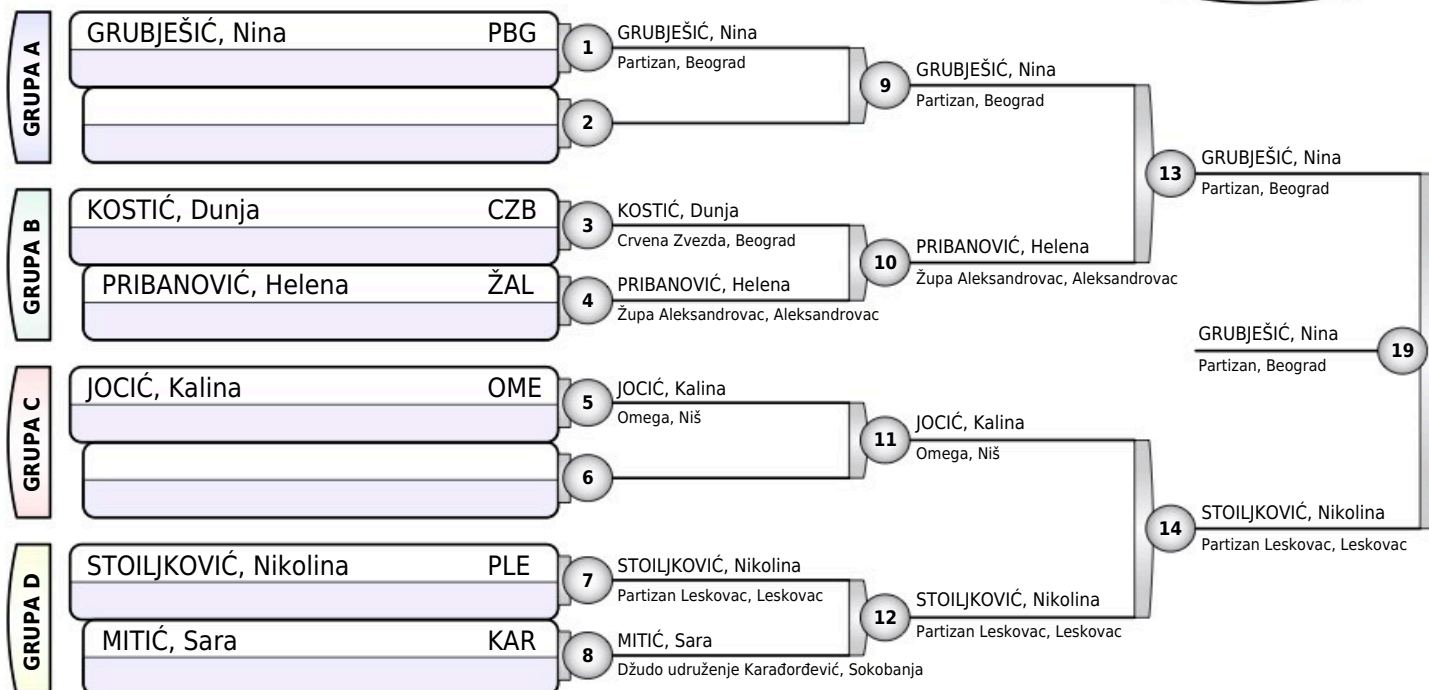 GRUPA A
GRUBJEŠIĆ, Nina PBG
1
GRUBJEŠIĆ, Nina
Partizan, Beograd
2
9
GRUBJEŠIĆ, Nina
Partizan, Beograd
GRUPA B
KOSTIĆ, Dunja CZB
3
KOSTIĆ, Dunja
Crvena Zvezda, Beograd
PRIBANOVIĆ, Helena ŽAL
4
PRIBANOVIĆ, Helena
Župa Aleksandrovac, Aleksandrovac
10
PRIBANOVIĆ, Helena
Župa Aleksandrovac, Aleksandrovac
13
GRUBJEŠIĆ, Nina
Partizan, Beograd
GRUPA C
JOCIĆ, Kalina OME
5
JOCIĆ, Kalina
Omega, Niš
6
11
JOCIĆ, Kalina
Omega, Niš
GRUPA D
STOILJKOVIĆ, Nikolina PLE
7
STOILJKOVIĆ, Nikolina
Partizan Leskovac, Leskovac
MITIĆ, Sara KAR
8
MITIĆ, Sara
Džudo udruženje Karađorđević, Sokobanja
12
STOILJKOVIĆ, Nikolina
Partizan Leskovac, Leskovac
14
STOILJKOVIĆ, Nikolina
Partizan Leskovac, Leskovac
GRUBJEŠIĆ, Nina
Partizan, Beograd
19